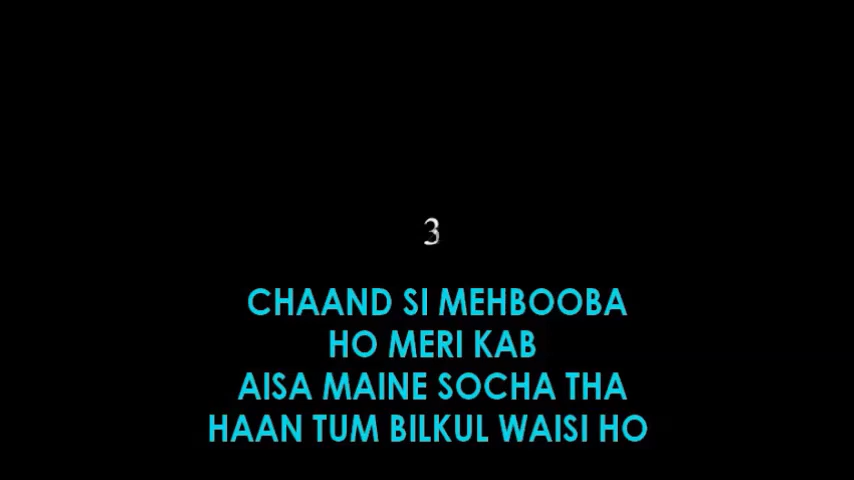 3
CHAAND SI MEHBOOBA
HO MERI KAB
AISA MAINE SOCHA THA
HAAN TUM BILKUL WAISI HO